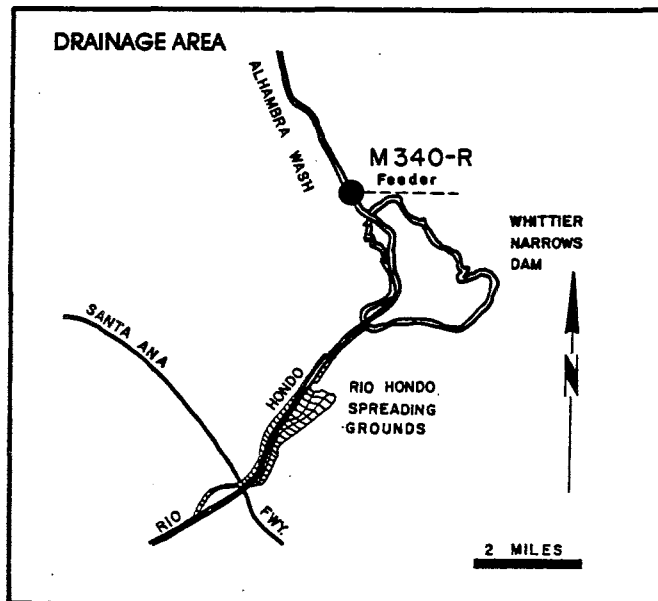 DRAINAGE AREA
ALHAMBRA WASH
M340-R
Feeder
WHITTIER
NARROWS
DAM
SANTA ANA
HONDO
RIO HONDO
SPREADING
GROUNDS
N
RIO
FWY.
2 MILES